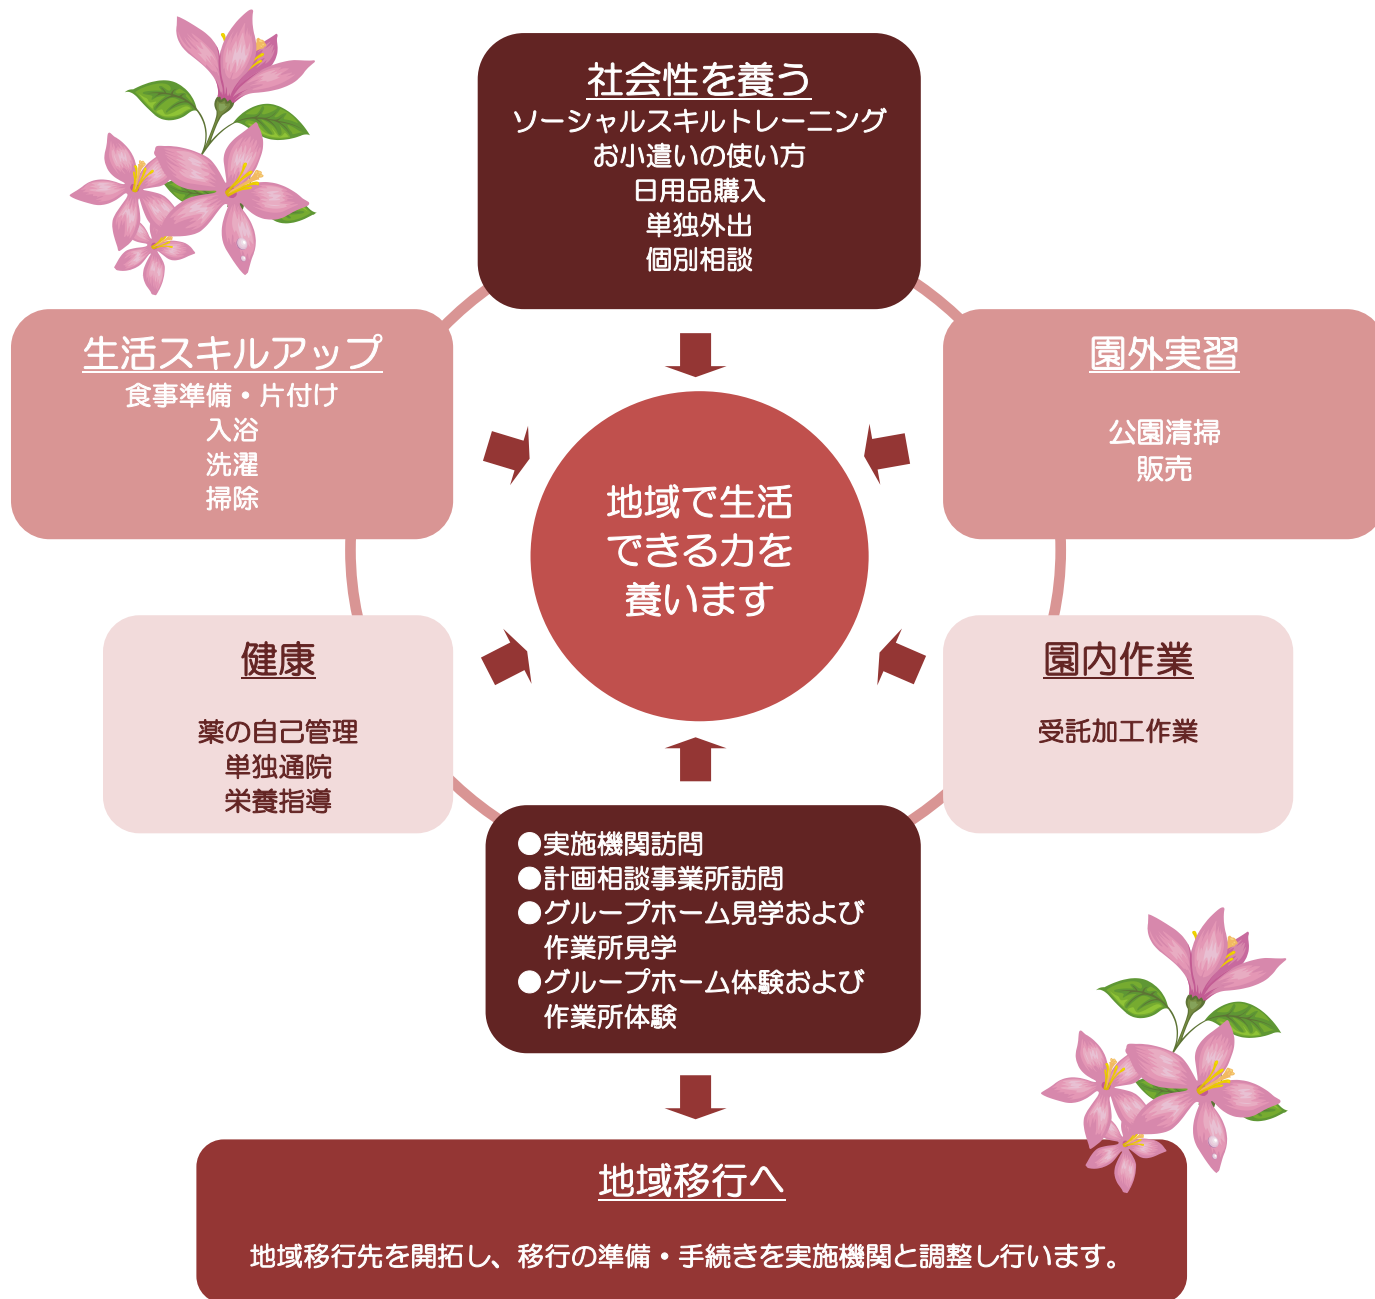 社会性を養う
ソーシャルスキルトレーニング
お小遣いの使い方
日用品購入
単独外出
個別相談
生活スキルアップ
食事準備・片付け
入浴
洗濯
掃除
園外実習
公園清掃
販売
地域で生活
できる力を
養います
健康
薬の自己管理
単独通院
栄養指導
園内作業
受託加工作業
●実施機関訪問
●計画相談事業所訪問
●グループホーム見学および
作業所見学
●グループホーム体験および
作業所体験
地域移行へ
地域移行先を開拓し、移行の準備・手続きを実施機関と調整し行います。